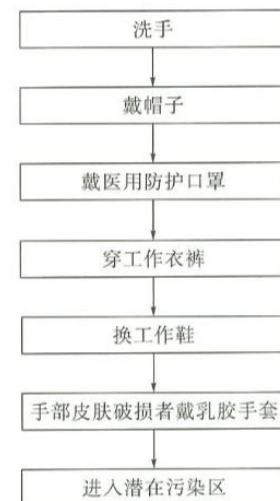 洗手
戴帽子
戴医用防护口罩
穿工作衣裤
换工作鞋
手部皮肤破损者戴乳胶手套
进入潜在污染区